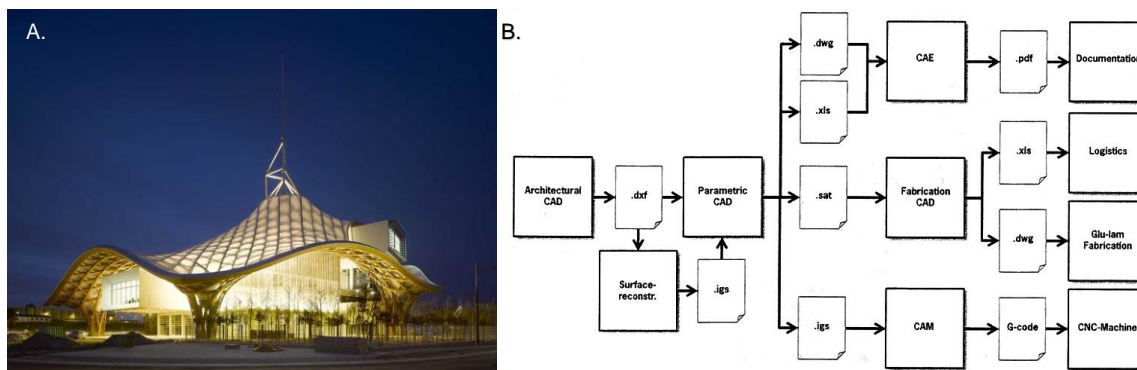 A.
B.
.dwg
CAE
.pdf
Documentation
.xls
Architectural
CAD
.dxf
Parametric
CAD
.sat
Fabrication
CAD
.xls
Logistics
.dwg
Glu-lam
Fabrication
Surface-
reconstr.
.igs
.igs
CAM
G-code
CNC-Machine